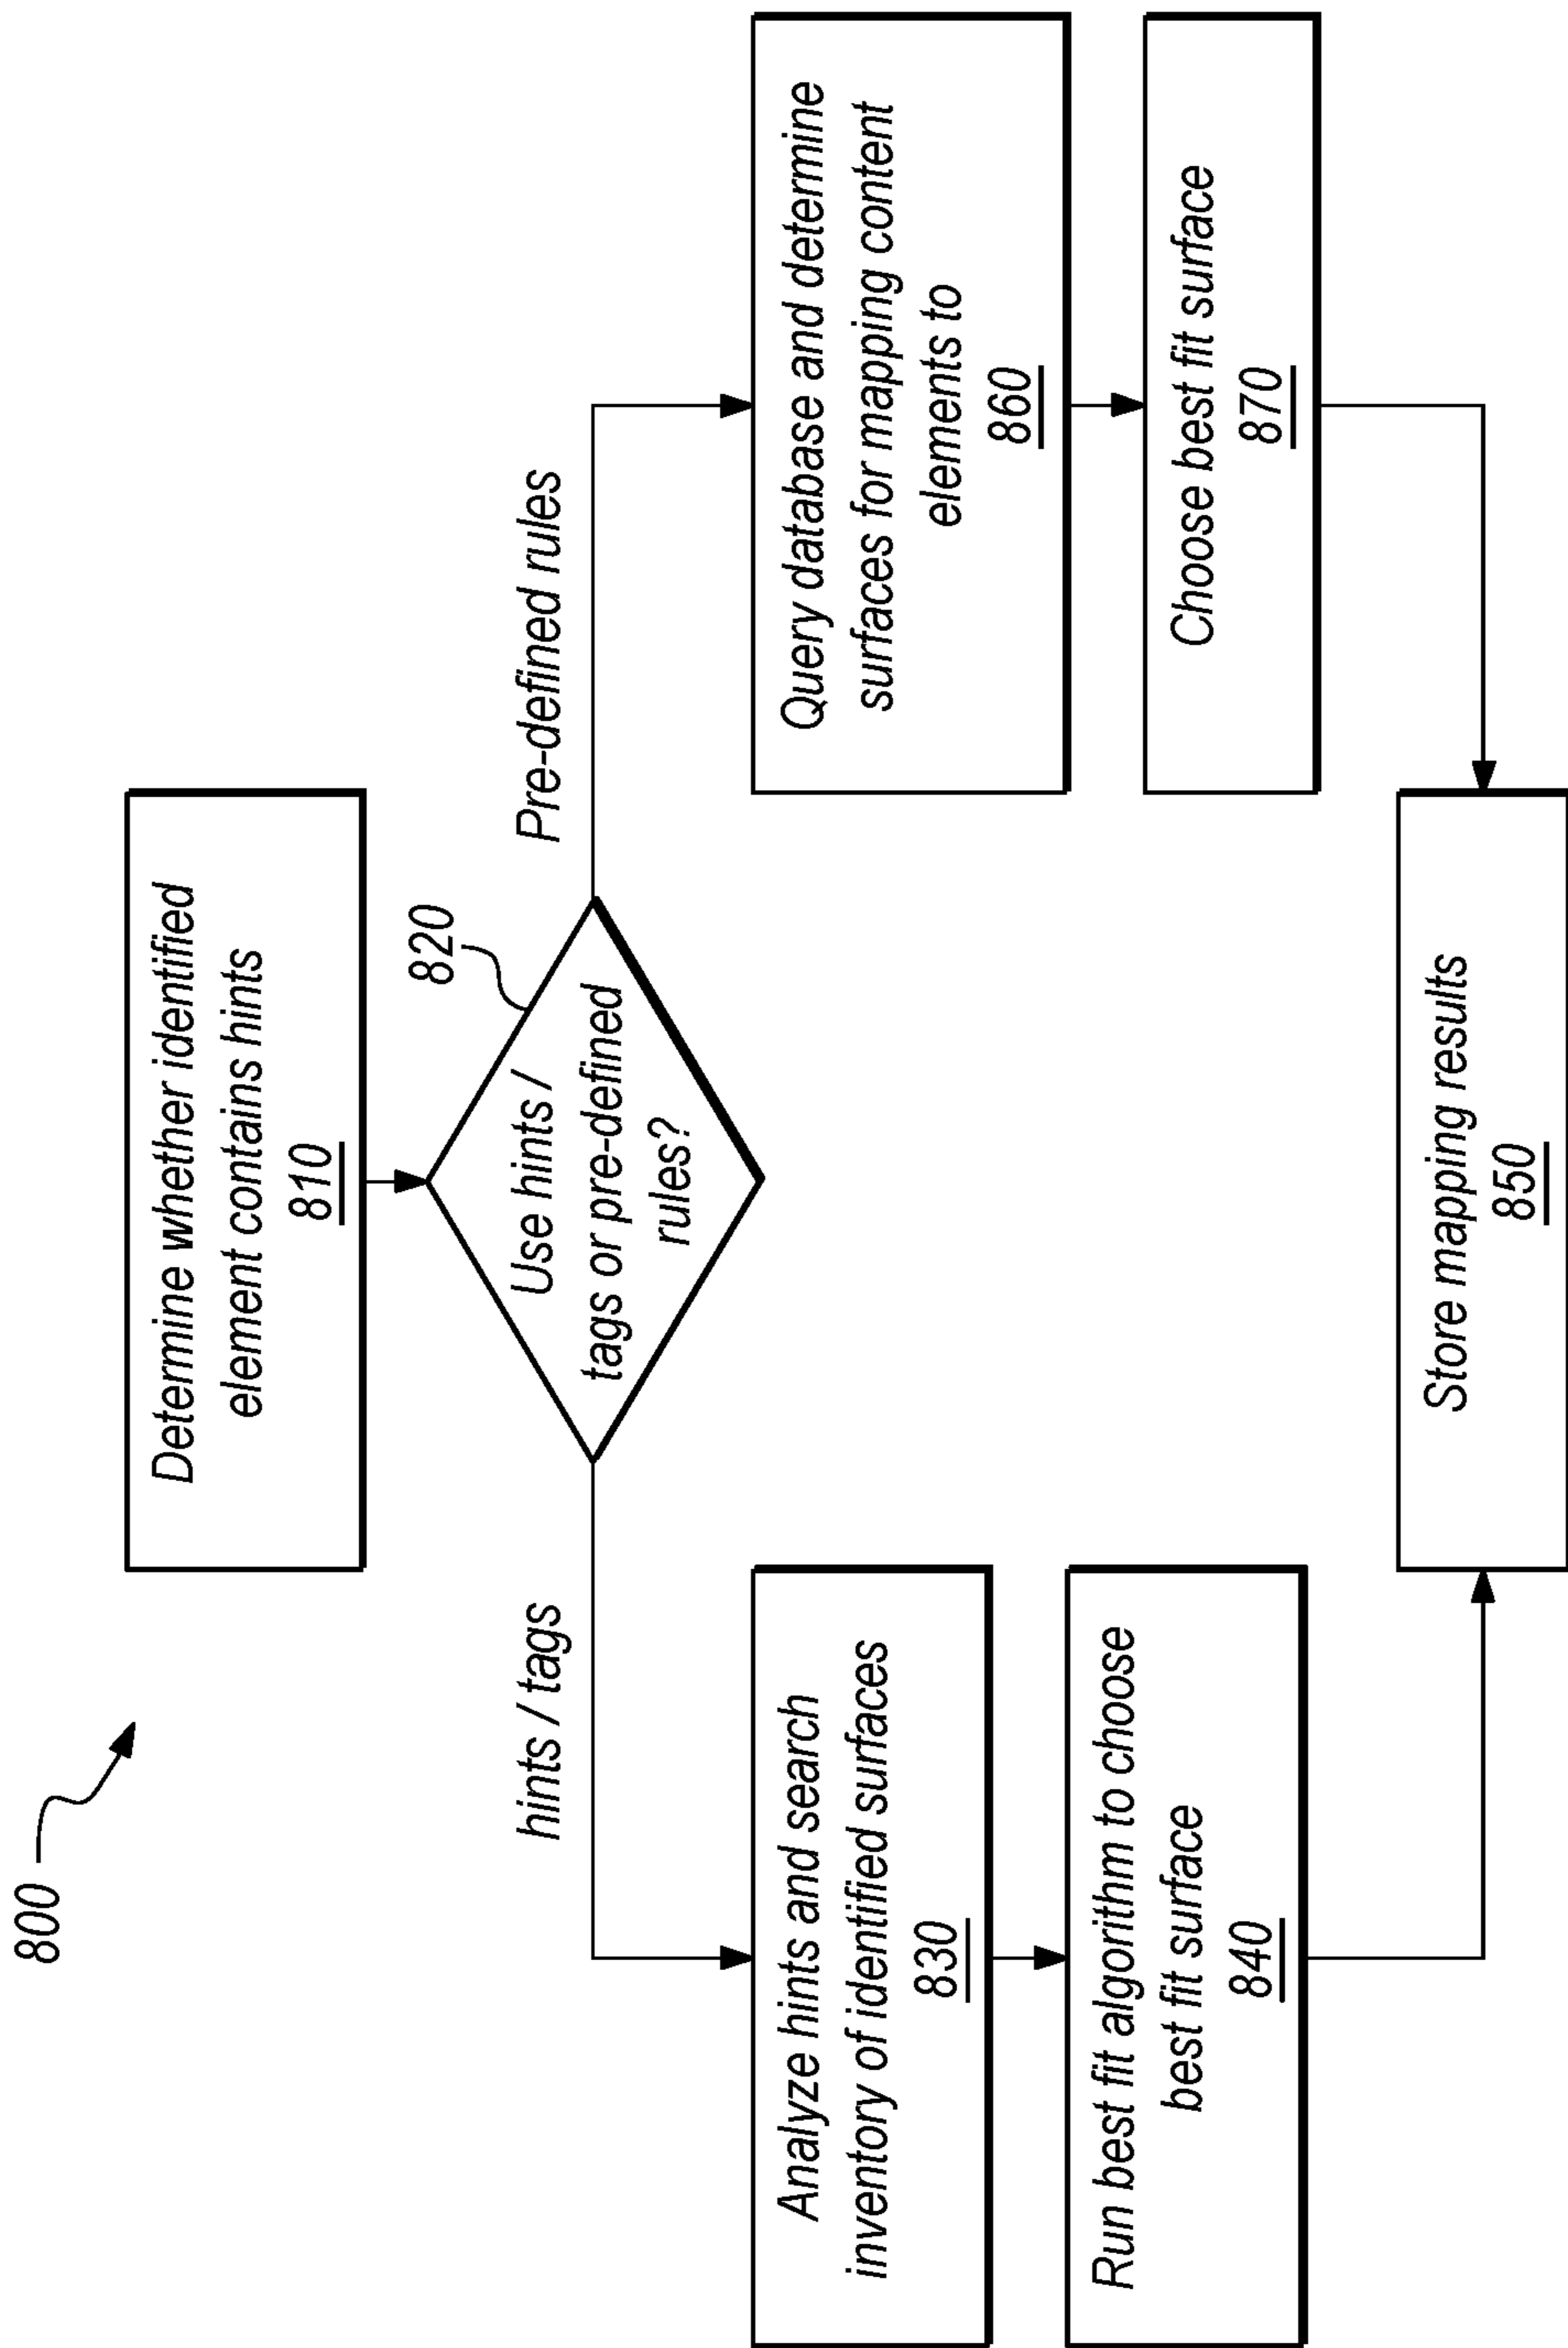 800
Determine whether identified
element contains hints
810
820
Use hints /
tags or pre-defined
rules?
hints / tags
Pre-defined rules
Analyze hints and search
inventory of identified surfaces
830
Run best fit algorithm to choose
best fit surface
840
Query database and determine
surfaces for mapping content
elements to
860
Choose best fit surface
870
Store mapping results
850